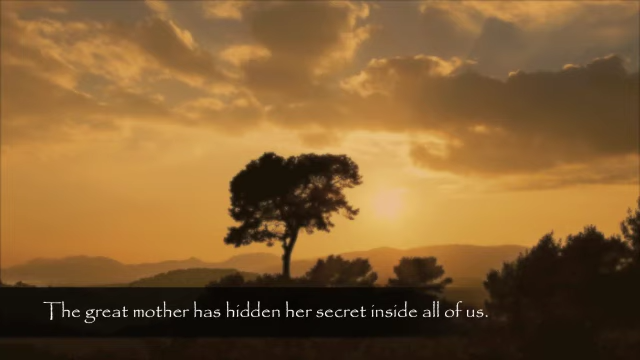 The great mother has hidden her secret inside all of us.